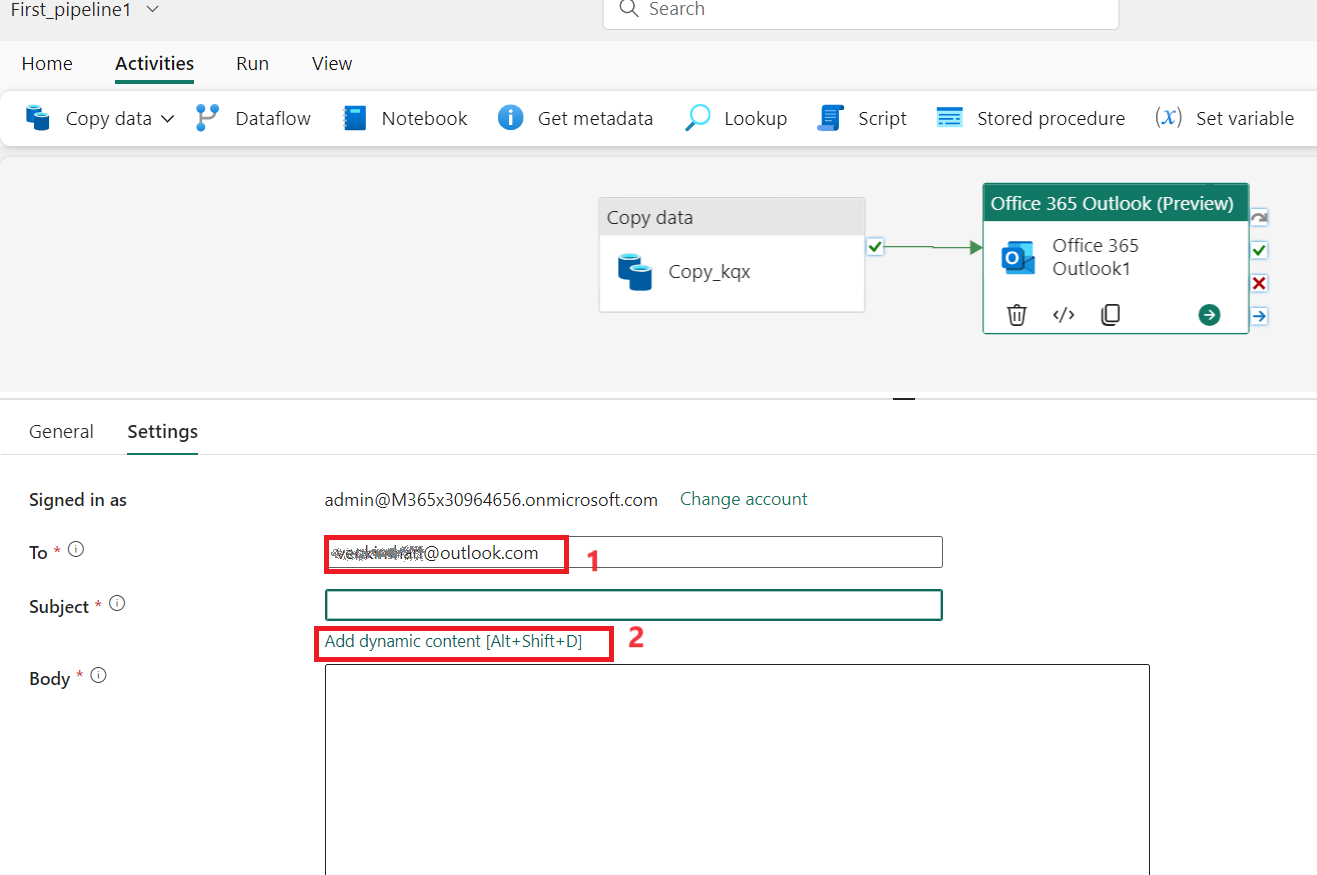 First_pipeline1
Search
Home Activities Run View
Copy data Dataflow Notebook Get metadata Lookup Script Stored procedure (x) Set variable
Copy data
Copy_kqx
Office 365 Outlook (Preview)
Office 365
Outlook1
General Settings
Signed in as admin@M365x30964656.onmicrosoft.com Change account
To * @outlook.com 1
Subject *
Add dynamic content [Alt+Shift+D] 2
Body *